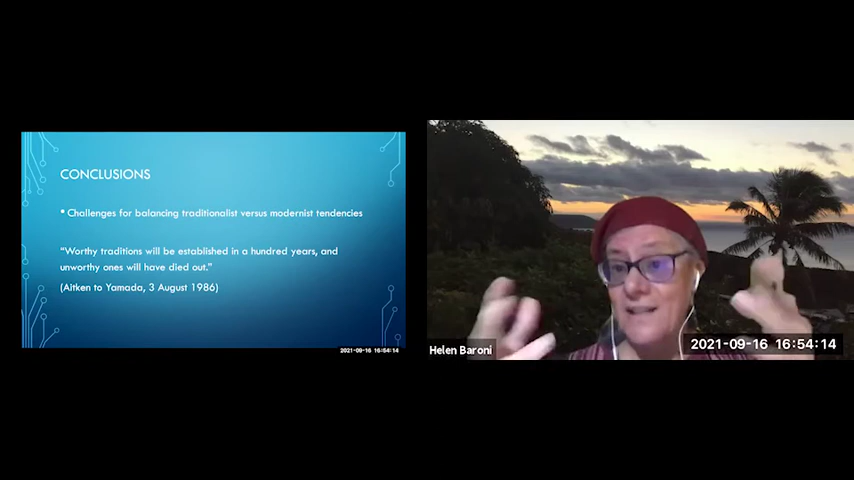 CONCLUSIONS
* Challenges for balancing traditionalist versus modernist tendencies
“Worthy traditions will be established in a hundred years, and
unworthy ones will have died out.”
(Aitken to Yamada, 3 August 1986)
2021-09-16 16:54:14
Helen Baroni
2021-09-16 16:54:14